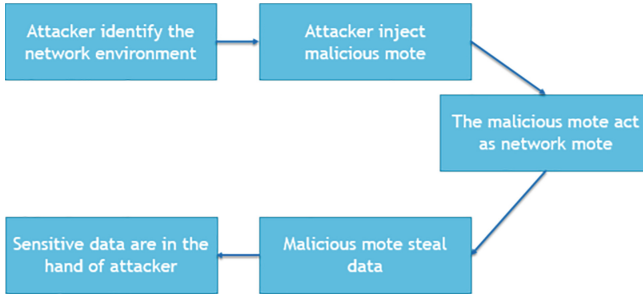 Attacker identify the
network environment
Attacker inject
malicious mote
The malicious mote act
as network mote
Malicious mote steal
data
Sensitive data are in the
hand of attacker